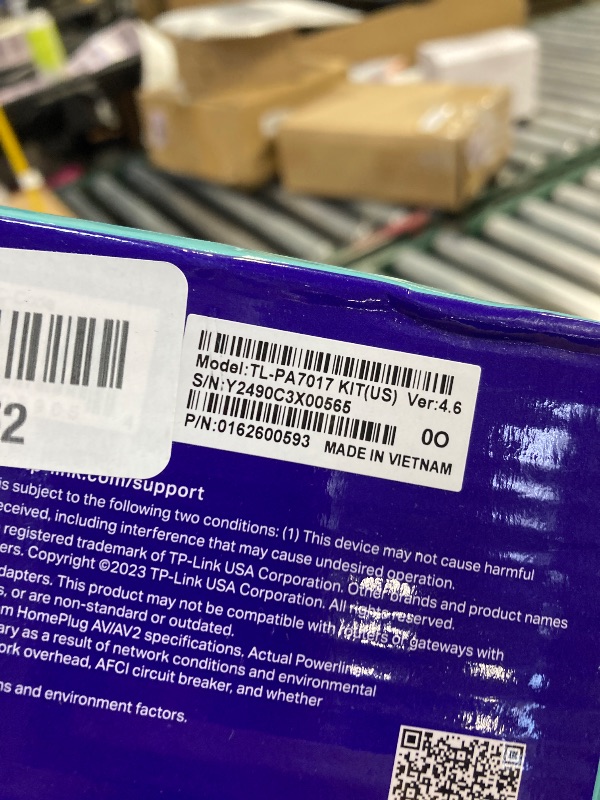 2
Model:TL-PA7017 KIT(US) Ver:4.6
S/N:Y2490C3X00565
P/N:0162600593
0O
MADE IN VIETNAM
p-link.com/support
is subject to the following two conditions: (1) This device may not cause harmful
eceived, including interference that may cause undesired operation.
registered trademark of TP-Link USA Corporation. Other brands and product names
ers. Copyright ©2023 TP-Link USA Corporation. All rights reserved.
dapters. This product may not be compatible with routers or gateways with
s, or are non-standard or outdated.
m HomePlug AV/AV2 specifications, Actual Powerline
ary as a result of network conditions and environmental
ork overhead, AFCI circuit breaker, and whether
ns and environment factors.